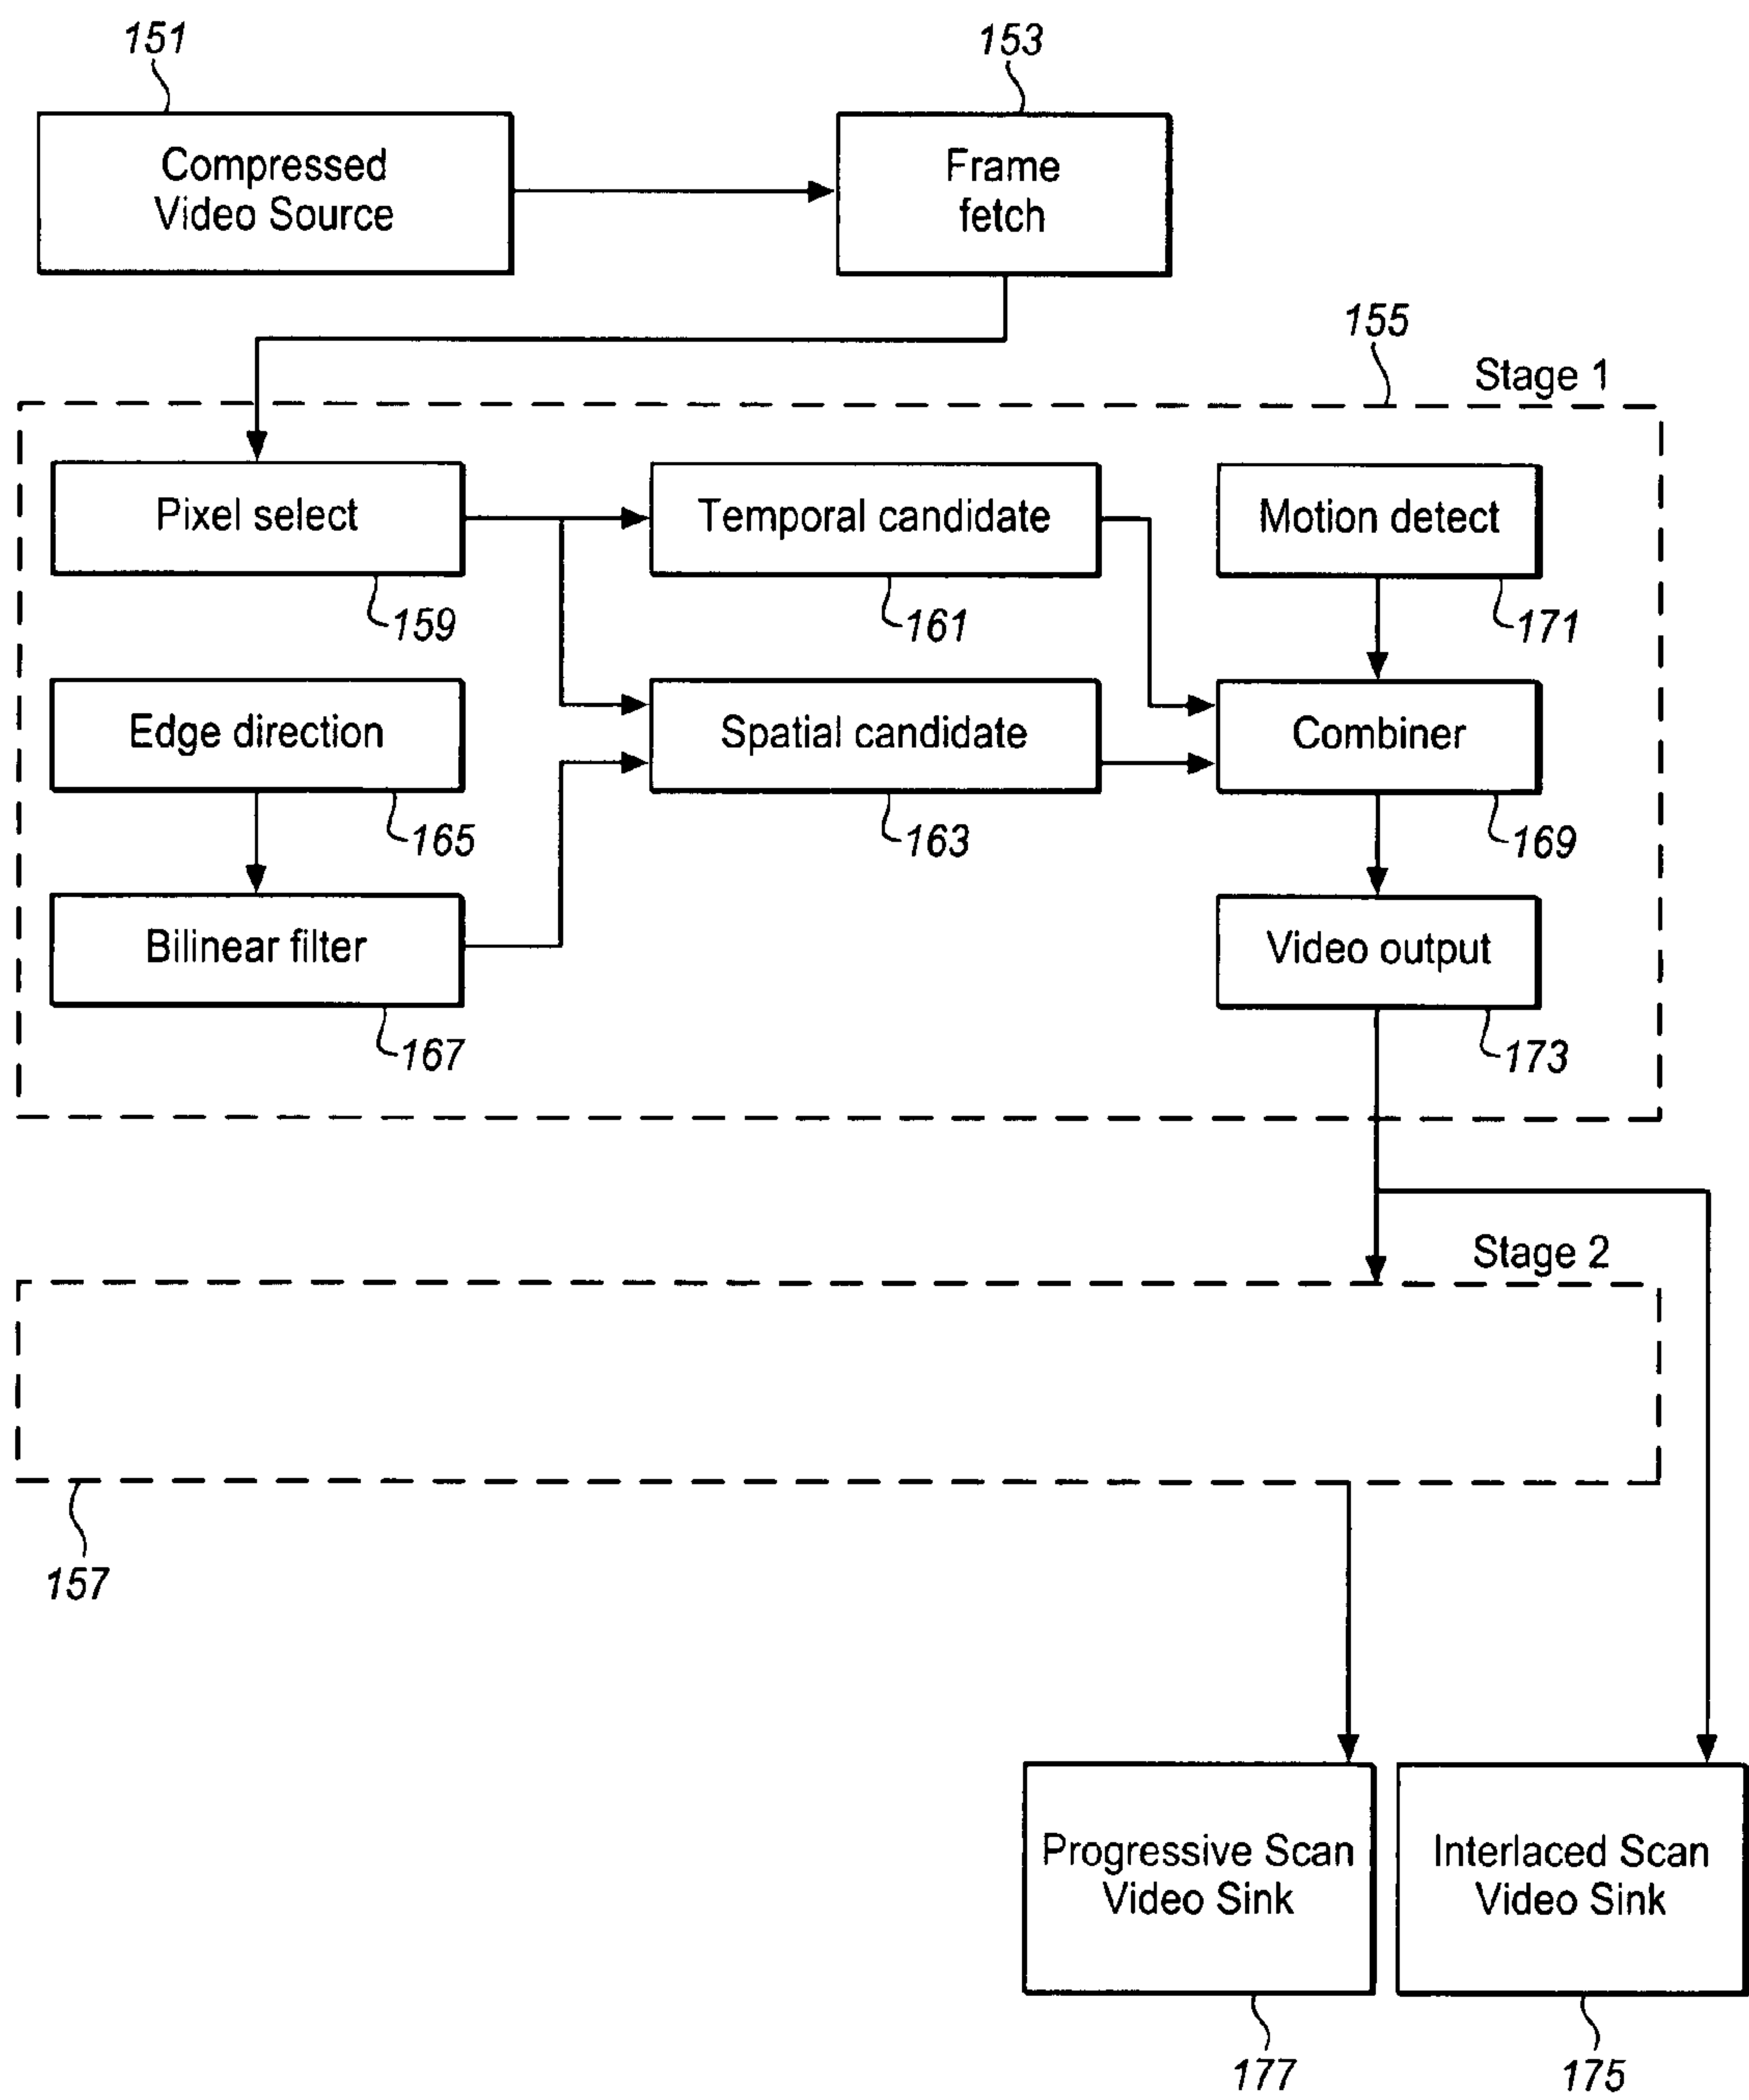 151
153
Compressed
Video Source
Frame
fetch
155
Stage 1
Pixel select
Temporal candidate
Motion detect
159
161
171
Edge direction
Spatial candidate
Combiner
165
163
169
Bilinear filter
Video output
167
173
Stage 2
157
Progressive Scan
Video Sink
Interlaced Scan
Video Sink
177
175